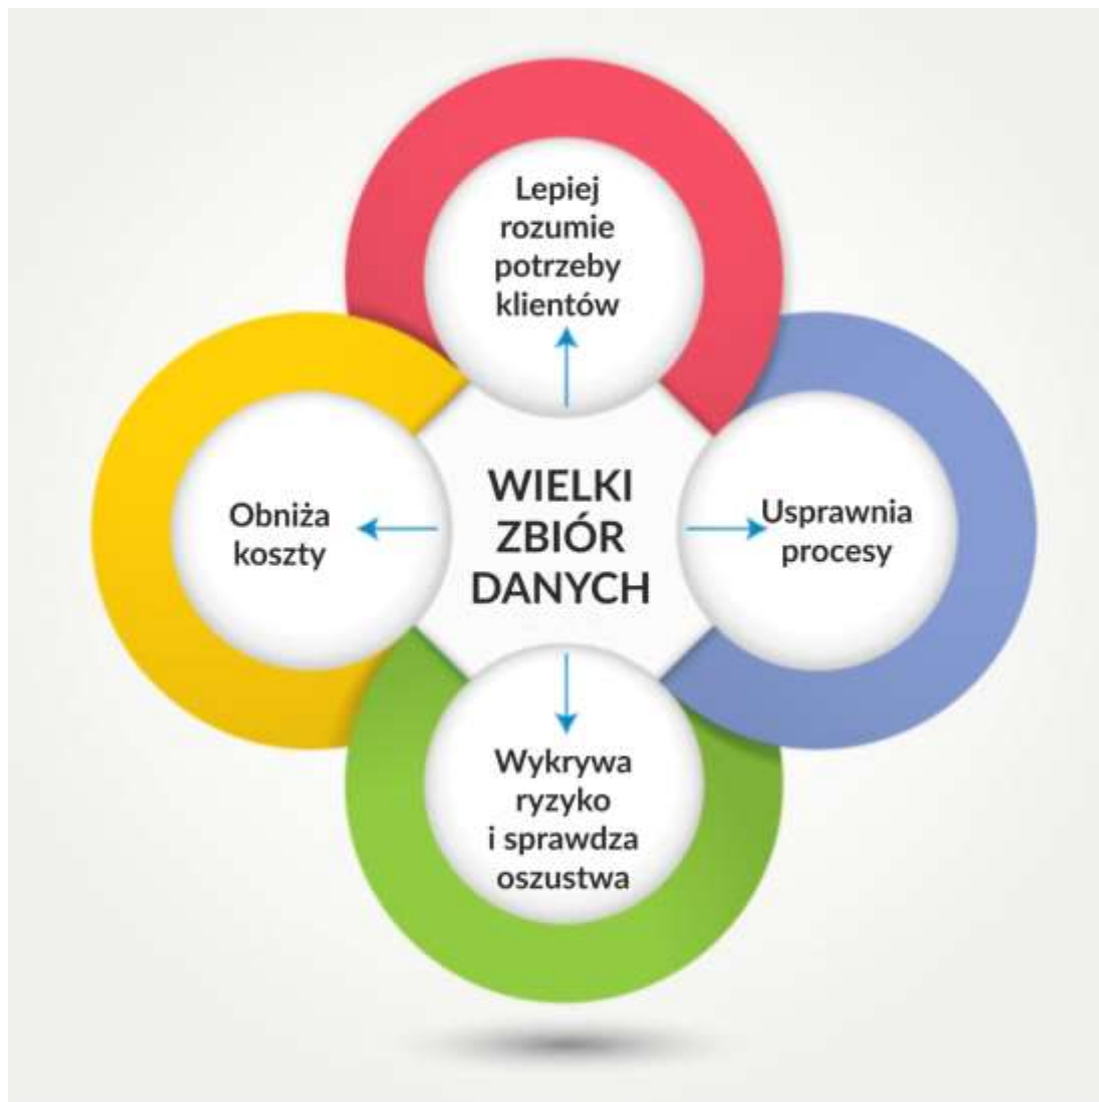 Lepiej
rozumie
potrzeby
klientów
Obniża
koszty
WIELKI
ZBIÓR
DANYCH
Usprawnia
procesy
Wykrywa
ryzyko
i sprawdza
oszustwa